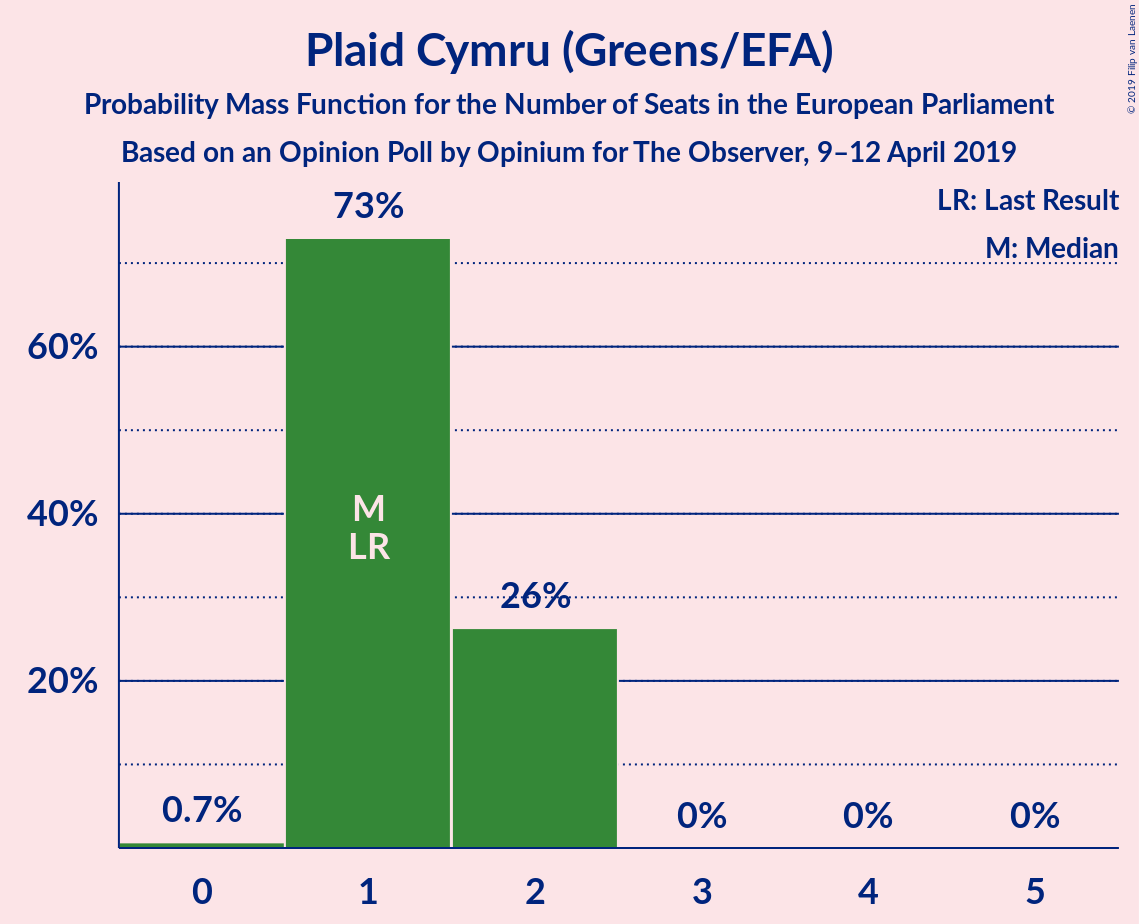 Plaid Cymru (Greens/EFA)
Probability Mass Function for the Number of Seats in the European Parliament
Based on an Opinion Poll by Opinium for The Observer, 9–12 April 2019
© 2019 Filip van Laenen
LR: Last Result
M: Median
73%
60%
M
40%
LR
26%
20%
0.7%
0%
0%
0%
0
1
2
3
4
5